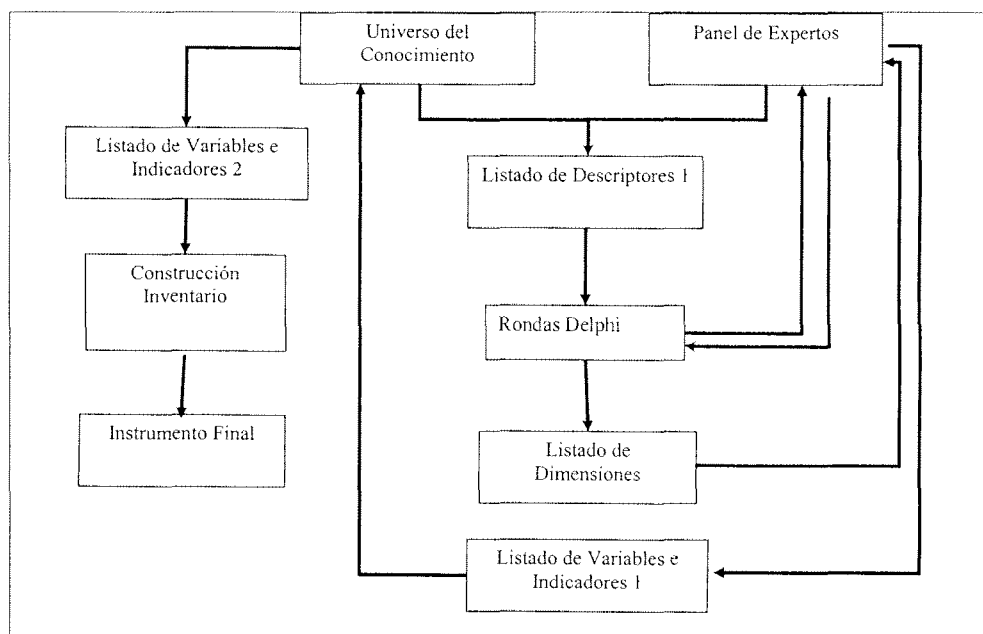 Universo del
Conocimiento
Panel de Expertos
Listado de Variables e
Indicadores 2
Listado de Descriptores 1
Construcción
Inventario
Rondas Delphi
Instrumento Final
Listado de
Dimensiones
Listado de Variables e
Indicadores 1